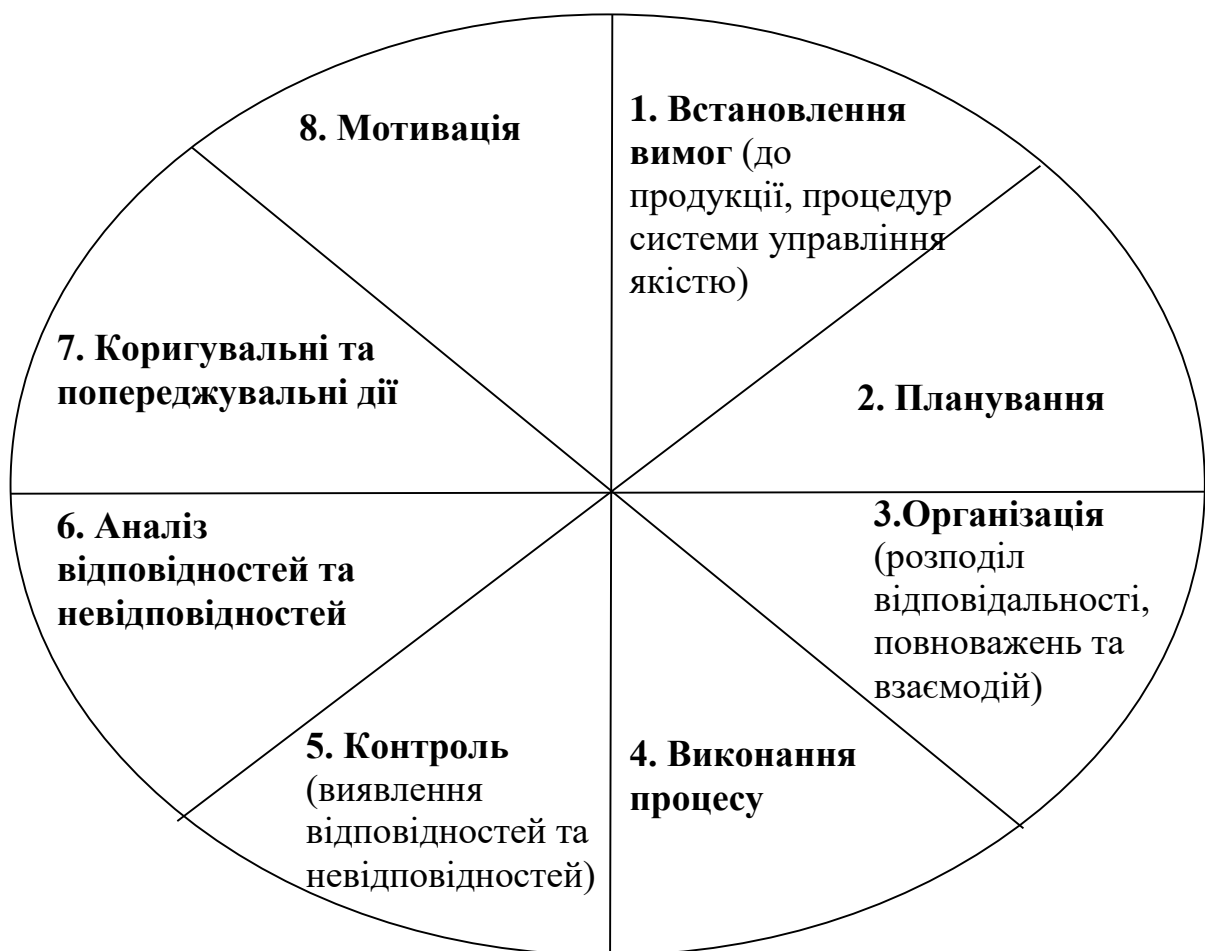 1. Встановлення
вимог (до
продукції, процедур
системи управління
якістю)
2. Планування
3.Організація
(розподіл
відповідальності,
повноважень та
взаємодій)
4. Виконання
процесу
5. Контроль
(виявлення
відповідностей та
невідповідностей)
6. Аналіз
відповідностей та
невідповідностей
7. Коригувальні та
попереджувальні дії
8. Мотивація